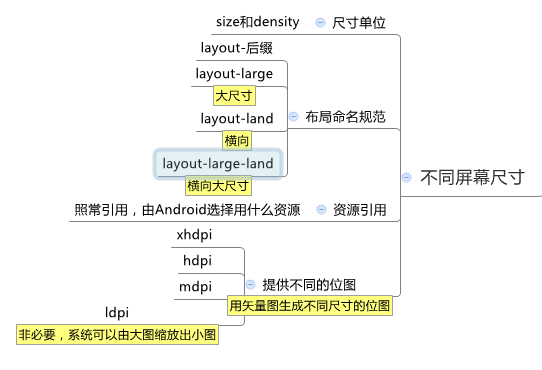 size和density
尺寸单位
layout-后缀
layout-large
大尺寸
layout-land
横向
布局命名规范
layout-large-land
横向大尺寸
不同屏幕尺寸
照常引用，由Android选择用什么资源
资源引用
xhdpi
hdpi
mdpi
提供不同的位图
用矢量图生成不同尺寸的位图
ldpi
非必要，系统可以由大图缩放出小图